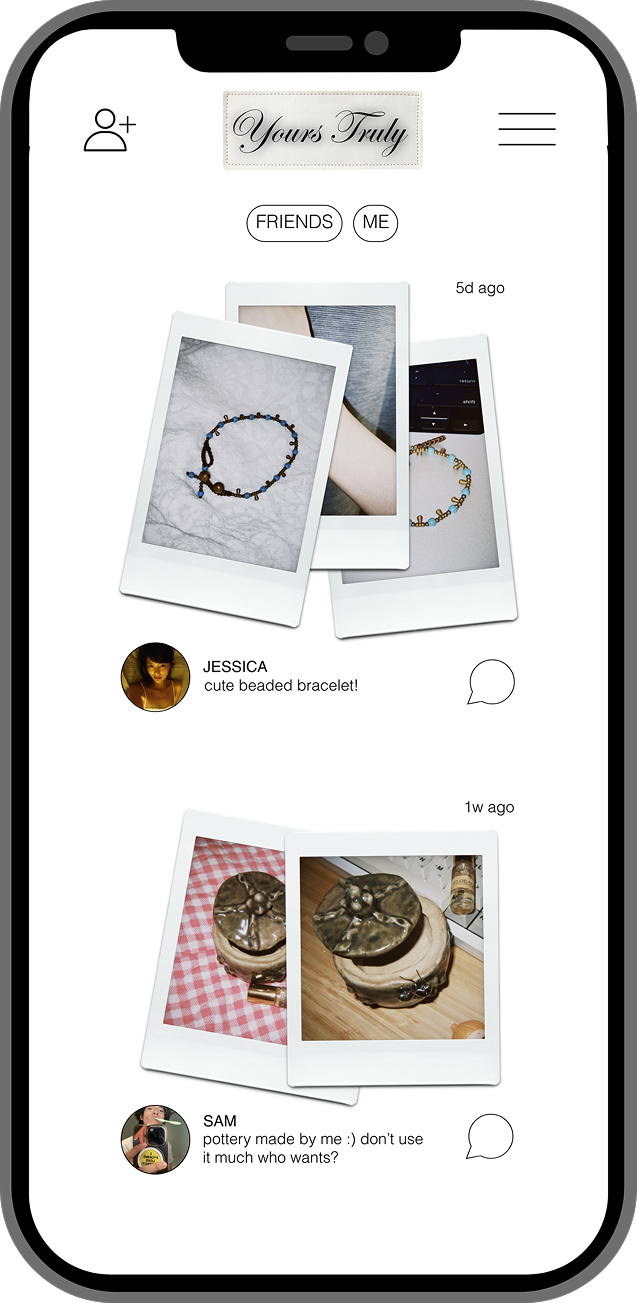 Yours Truly
FRIENDS
ME
5d ago
return
shift
JESSICA
cute beaded bracelet!
1w ago
FLORAL
SAM
pottery made by me :) don’t use
it much who wants?